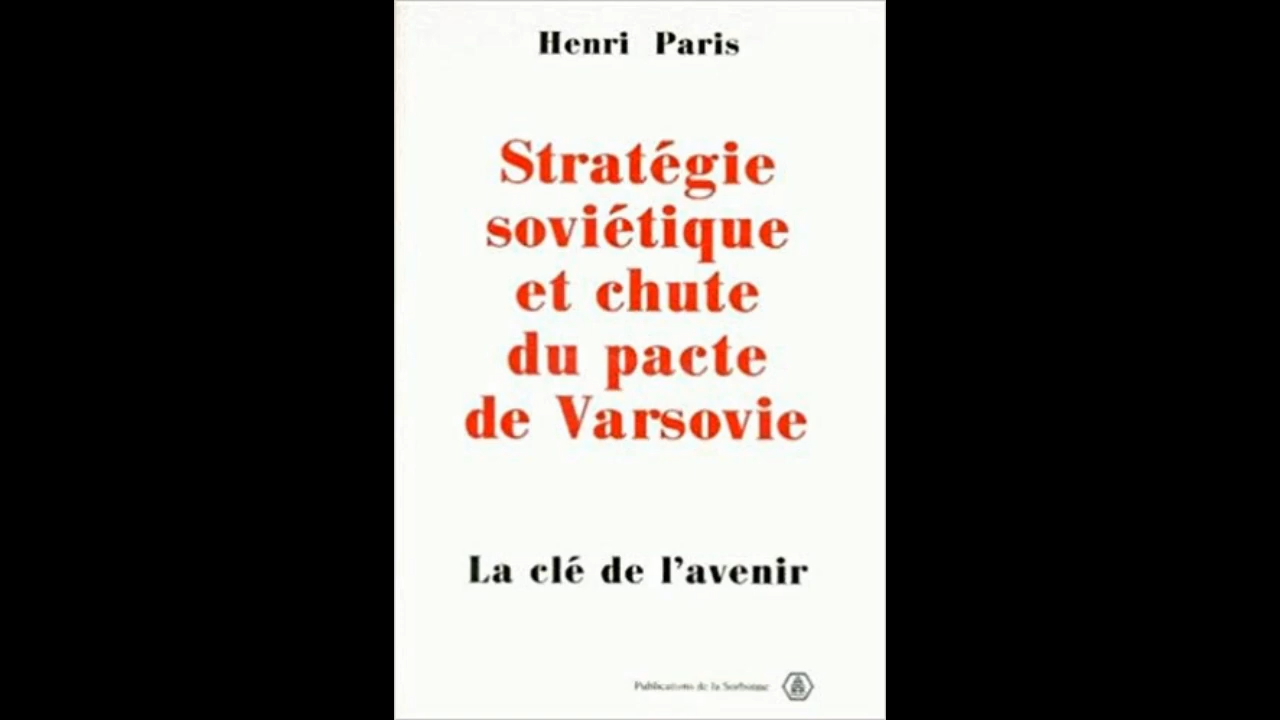 Henri Paris
Stratégie
soviétique
et chute
du pacte
de Varsovie
La clé de l'avenir
Publications de la Sorbonne